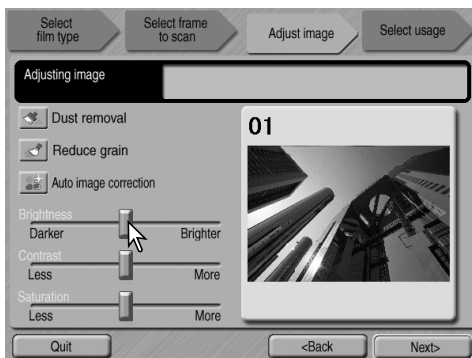 Select
film type
Select frame
to scan
Adjust image
Select usage
Adjusting image
Dust removal
Reduce grain
Auto image correction
Brightness
Darker Brighter
Contrast
Less More
Saturation
Less More
01
Quit <Back Next>